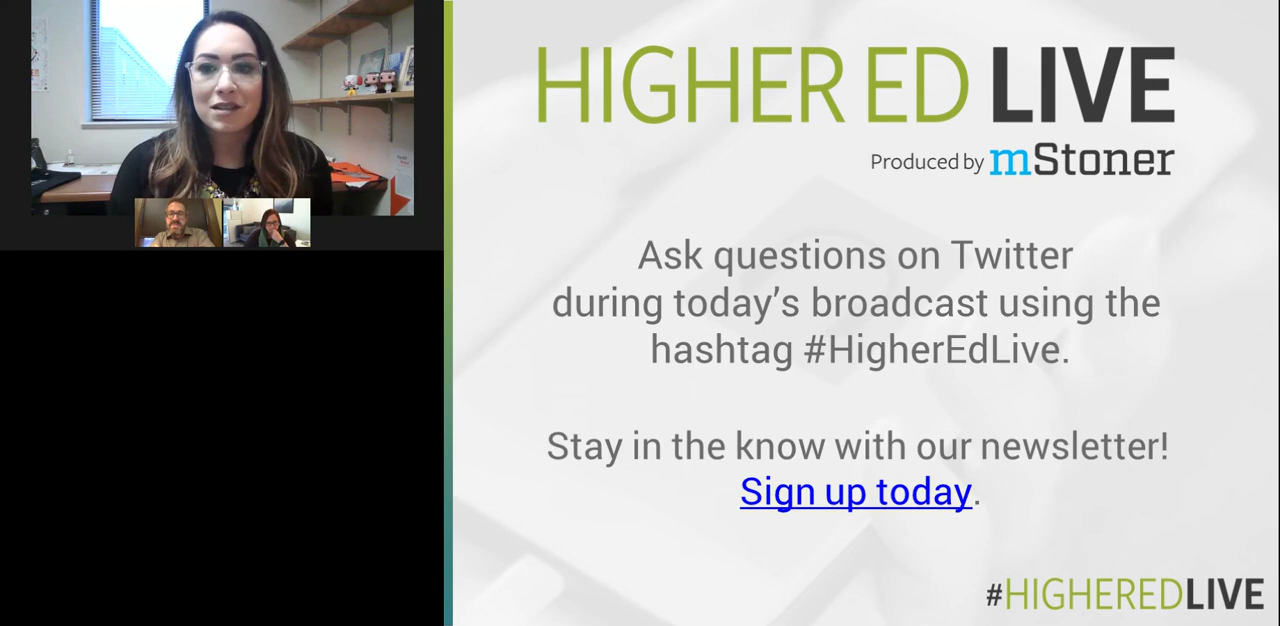 HIGHER ED LIVE
Produced by mStoner
Ask questions on Twitter
during today's broadcast using the
hashtag #HigherEdLive.
Stay in the know with our newsletter!
Sign up today.
#HIGHEREDLIVE